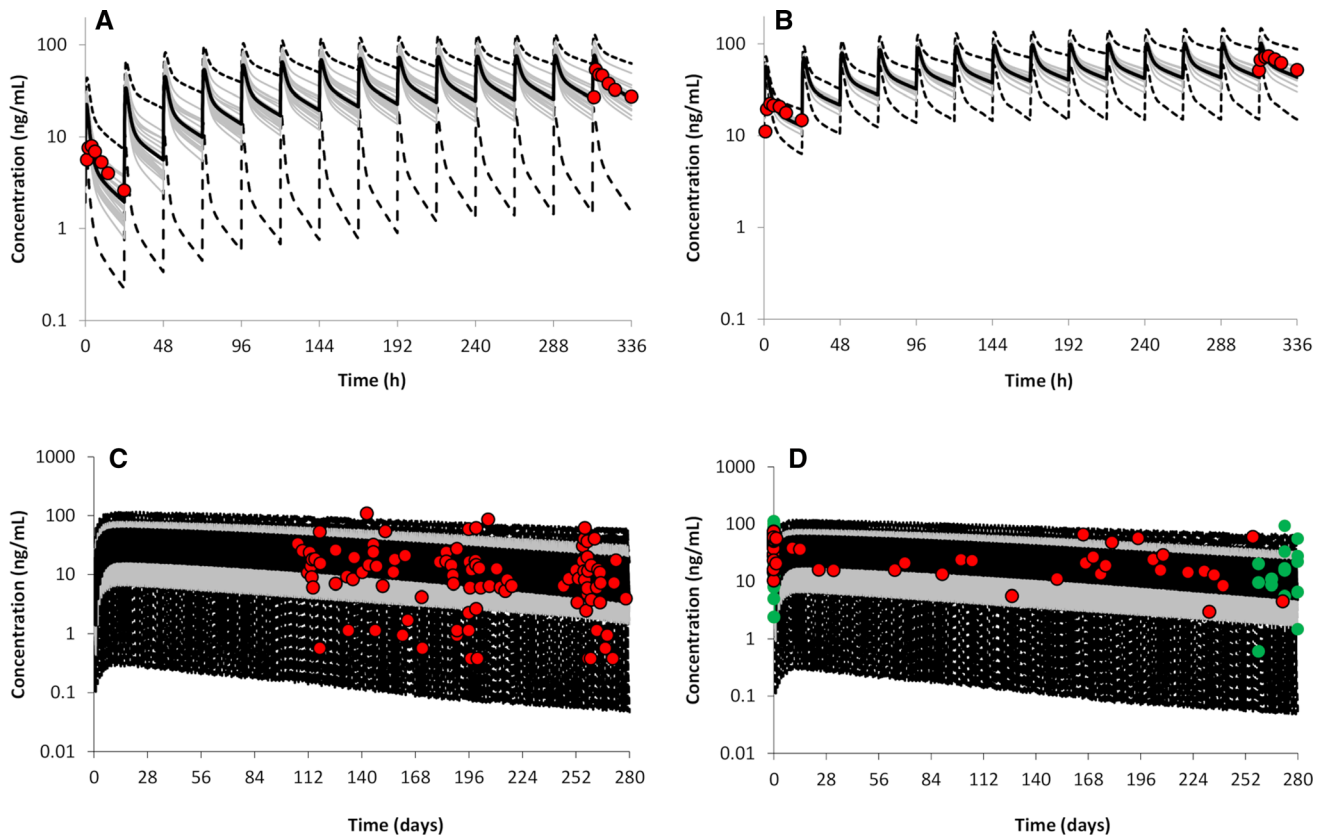 A
Concentration (ng/mL)
100
10
1
0.1
0 48 96 144 192 240 288 336
Time (h)
B
Concentration (ng/mL)
100
10
1
0.1
0 48 96 144 192 240 288 336
Time (h)
C
Concentration (ng/mL)
1000
100
10
1
0.1
0.01
0 28 56 84 112 140 168 196 224 252 280
Time (days)
D
Concentration (ng/mL)
1000
100
10
1
0.1
0.01
0 28 56 84 112 140 168 196 224 252 280
Time (days)